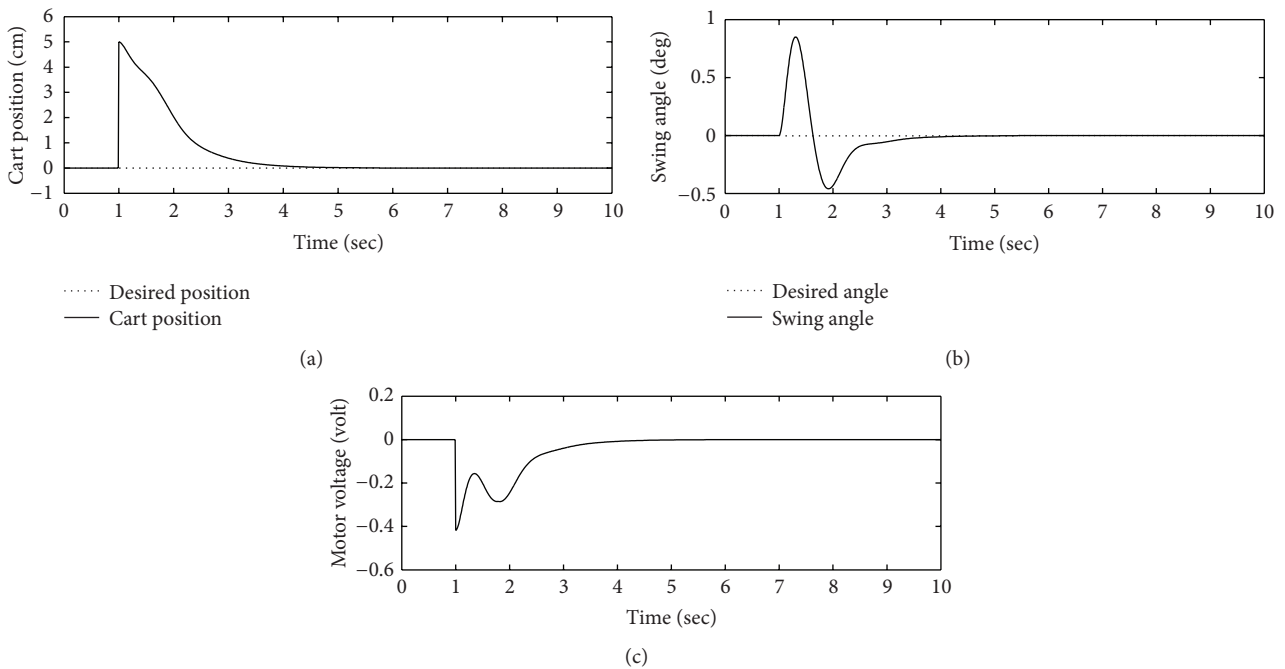 Cart position (cm)
6
5
4
3
2
1
0
−1
0 1 2 3 4 5 6 7 8 9 10
Time (sec)
Desired position
Cart position
(a)
Swing angle (deg)
1
0.5
0
−0.5
0 1 2 3 4 5 6 7 8 9 10
Time (sec)
Desired angle
Swing angle
(b)
Motor voltage (volt)
0.2
0
−0.2
−0.4
−0.6
0 1 2 3 4 5 6 7 8 9 10
Time (sec)
(c)